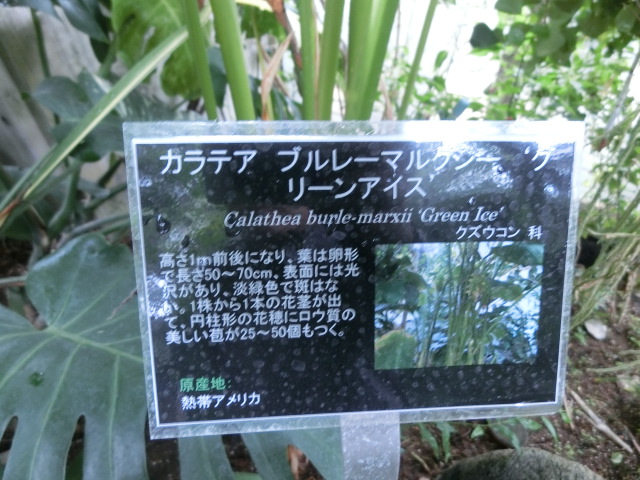 カラテア ブルレーマルクシー ‘グ
リーンアイス’
Calathea burle-marxii ‘Green Ice’
クズウコン 科
高さ1m前後になり、葉は卵形
で長さ50～70cm、表面には光
沢があり、淡緑色で斑はな
い。1株から1本の花茎が出
て、円柱形の花穂にロウ質の
美しい苞が25～50個もつく。
原産地：
熱帯アメリカ